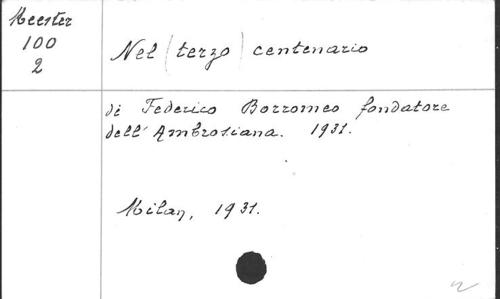 Meester
100
2
Nel (terzo) centenario
di Federico Borromeo fondatore
dell' Ambrosiana. 1931.
Milan, 1931.